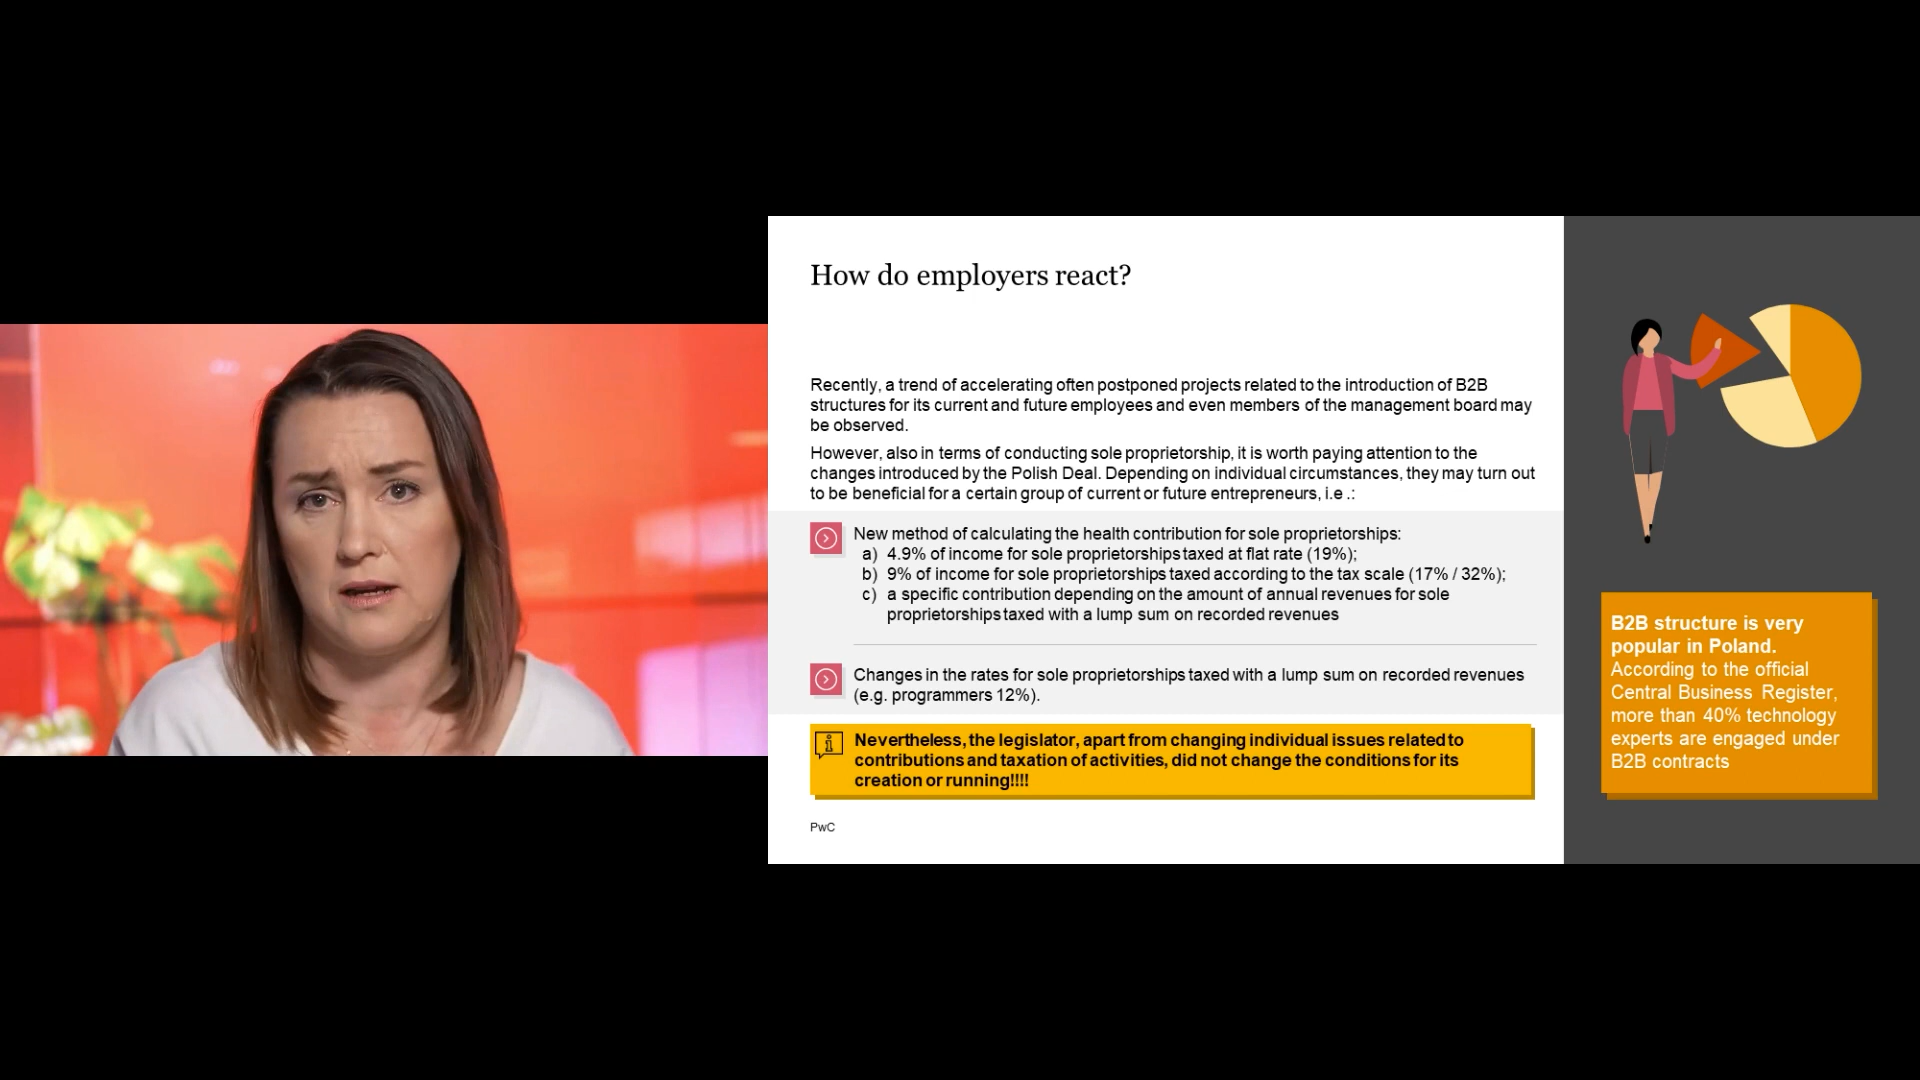 How do employers react?
Recently, a trend of accelerating often postponed projects related to the introduction of B2B
structures for its current and future employees and even members of the management board may
be observed.
However, also in terms of conducting sole proprietorship, it is worth paying attention to the
changes introduced by the Polish Deal. Depending on individual circumstances, they may turn out
to be beneficial for a certain group of current or future entrepreneurs, i.e .:
New method of calculating the health contribution for sole proprietorships:
a) 4.9% of income for sole proprietorships taxed at flat rate (19%);
b) 9% of income for sole proprietorships taxed according to the tax scale (17% / 32%);
c) a specific contribution depending on the amount of annual revenues for sole
proprietorships taxed with a lump sum on recorded revenues
Changes in the rates for sole proprietorships taxed with a lump sum on recorded revenues
(e.g. programmers 12%).
Nevertheless, the legislator, apart from changing individual issues related to
contributions and taxation of activities, did not change the conditions for its
creation or running!!!!
PwC
B2B structure is very
popular in Poland.
According to the official
Central Business Register,
more than 40% technology
experts are engaged under
B2B contracts